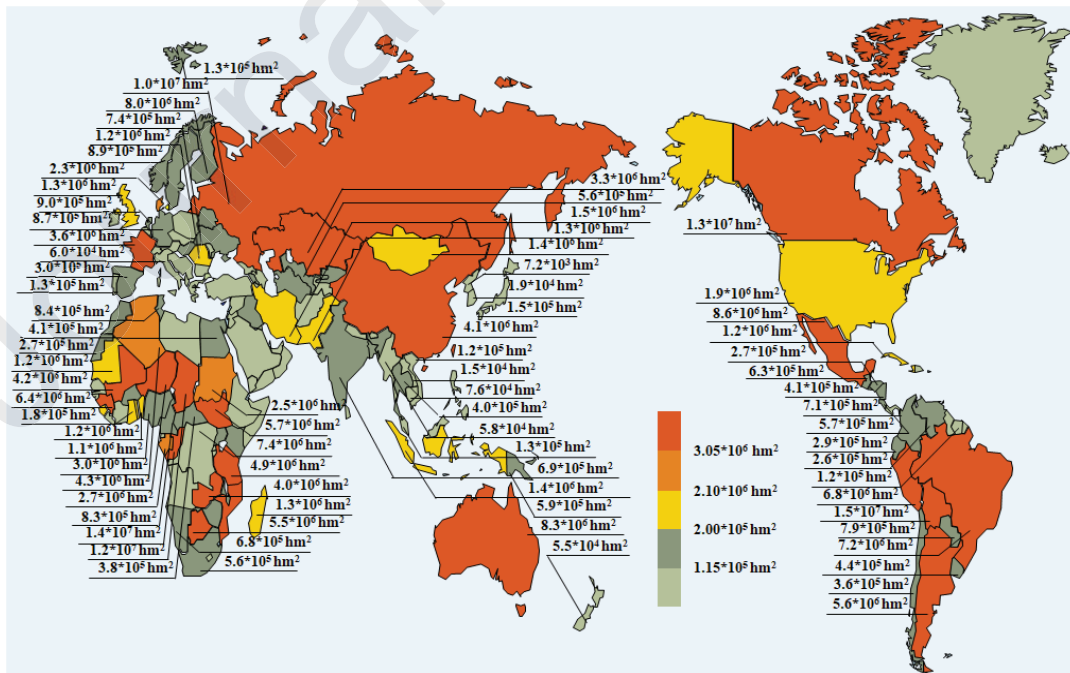 1.3*10⁵ hm²
1.0*10⁷ hm²
8.0*10⁶ hm²
7.4*10⁵ hm²
1.2*10⁶ hm²
8.9*10⁵ hm²
2.3*10⁶ hm²
1.3*10⁶ hm²
9.0*10⁵ hm²
8.7*10⁵ hm²
3.6*10⁶ hm²
6.0*10⁴ hm²
3.0*10⁶ hm²
1.3*10⁵ hm²
8.4*10⁵ hm²
4.1*10⁵ hm²
2.7*10⁵ hm²
1.2*10⁶ hm²
4.2*10⁶ hm²
6.4*10⁶ hm²
1.8*10⁵ hm²
1.2*10⁶ hm²
1.1*10⁶ hm²
3.0*10⁶ hm²
4.3*10⁶ hm²
2.7*10⁶ hm²
8.3*10⁵ hm²
1.4*10⁷ hm²
1.2*10⁷ hm²
3.8*10⁵ hm²
2.5*10⁶ hm²
5.7*10⁶ hm²
7.4*10⁶ hm²
4.9*10⁶ hm²
4.0*10⁶ hm²
1.3*10⁶ hm²
5.5*10⁶ hm²
6.8*10⁵ hm²
5.6*10⁵ hm²
3.3*10⁶ hm²
5.6*10⁵ hm²
1.5*10⁶ hm²
1.3*10⁶ hm²
1.4*10⁶ hm²
7.2*10³ hm²
1.9*10⁴ hm²
1.5*10⁵ hm²
4.1*10⁶ hm²
1.2*10⁵ hm²
1.5*10⁴ hm²
7.6*10⁴ hm²
4.0*10⁵ hm²
5.8*10⁴ hm²
1.3*10⁵ hm²
6.9*10⁵ hm²
1.4*10⁶ hm²
5.9*10⁵ hm²
8.3*10⁶ hm²
5.5*10⁴ hm²
3.05*10⁶ hm²
2.10*10⁶ hm²
2.00*10⁵ hm²
1.15*10⁵ hm²
1.3*10⁷ hm²
1.9*10⁶ hm²
8.6*10⁶ hm²
1.2*10⁶ hm²
2.7*10⁵ hm²
6.3*10⁵ hm²
4.1*10⁵ hm²
7.1*10⁵ hm²
5.7*10⁵ hm²
2.9*10⁵ hm²
2.6*10⁵ hm²
1.2*10⁵ hm²
6.8*10⁶ hm²
1.5*10⁷ hm²
7.9*10⁵ hm²
7.2*10⁶ hm²
4.4*10⁵ hm²
3.6*10⁵ hm²
5.6*10⁶ hm²